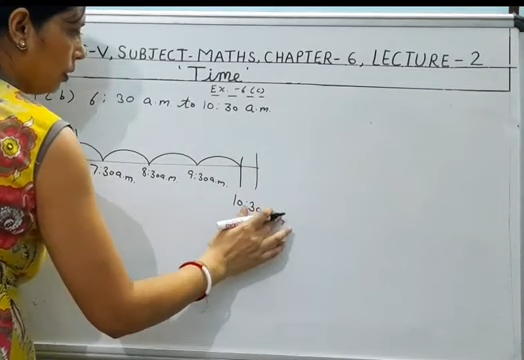 -V, SUBJECT-MATHS, CHAPTER-6, LECTURE-2
'Time'
Ex.-6(c)
(b) 6:30 a.m to 10:30 a.m.
7:30a.m. 8:30a.m. 9:30a.m.
10:30